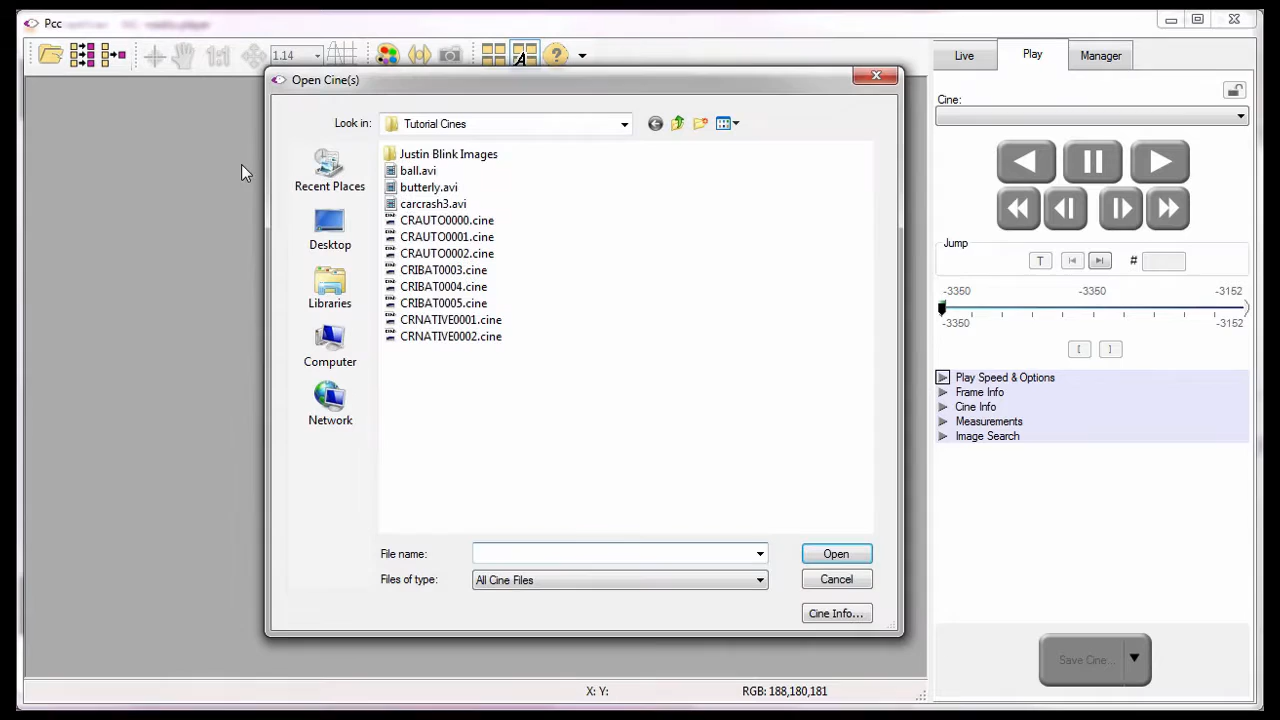 Pcc
1:1
1.14
A
?
Open Cine(s)
Look in:
Tutorial Cines
Recent Places
Desktop
Libraries
Computer
Network
Justin Blink Images
ball.avi
butterly.avi
carcrash3.avi
CRAUTO0000.cine
CRAUTO0001.cine
CRAUTO0002.cine
CRIBAT0003.cine
CRIBAT0004.cine
CRIBAT0005.cine
CRNATIVE0001.cine
CRNATIVE0002.cine
File name:
Open
Files of type:
All Cine Files
Cancel
Cine Info...
Live
Play
Manager
Cine:
Jump
T
#
-3350 -3350 -3152
-3350 -3152
[ ]
Play Speed & Options
Frame Info
Cine Info
Measurements
Image Search
Save Cine...
X: Y:
RGB: 188,180,181